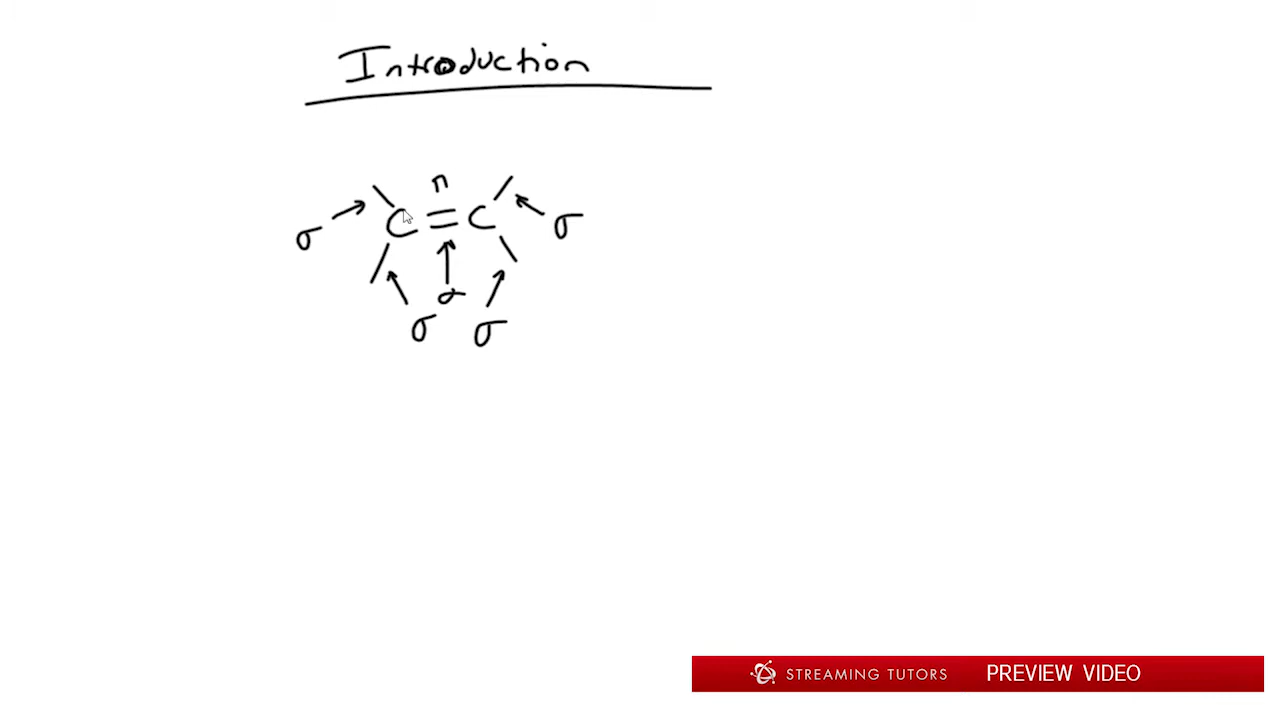 Introduction
π
C = C
σ
σ
σ
σ
σ
STREAMING TUTORS PREVIEW VIDEO